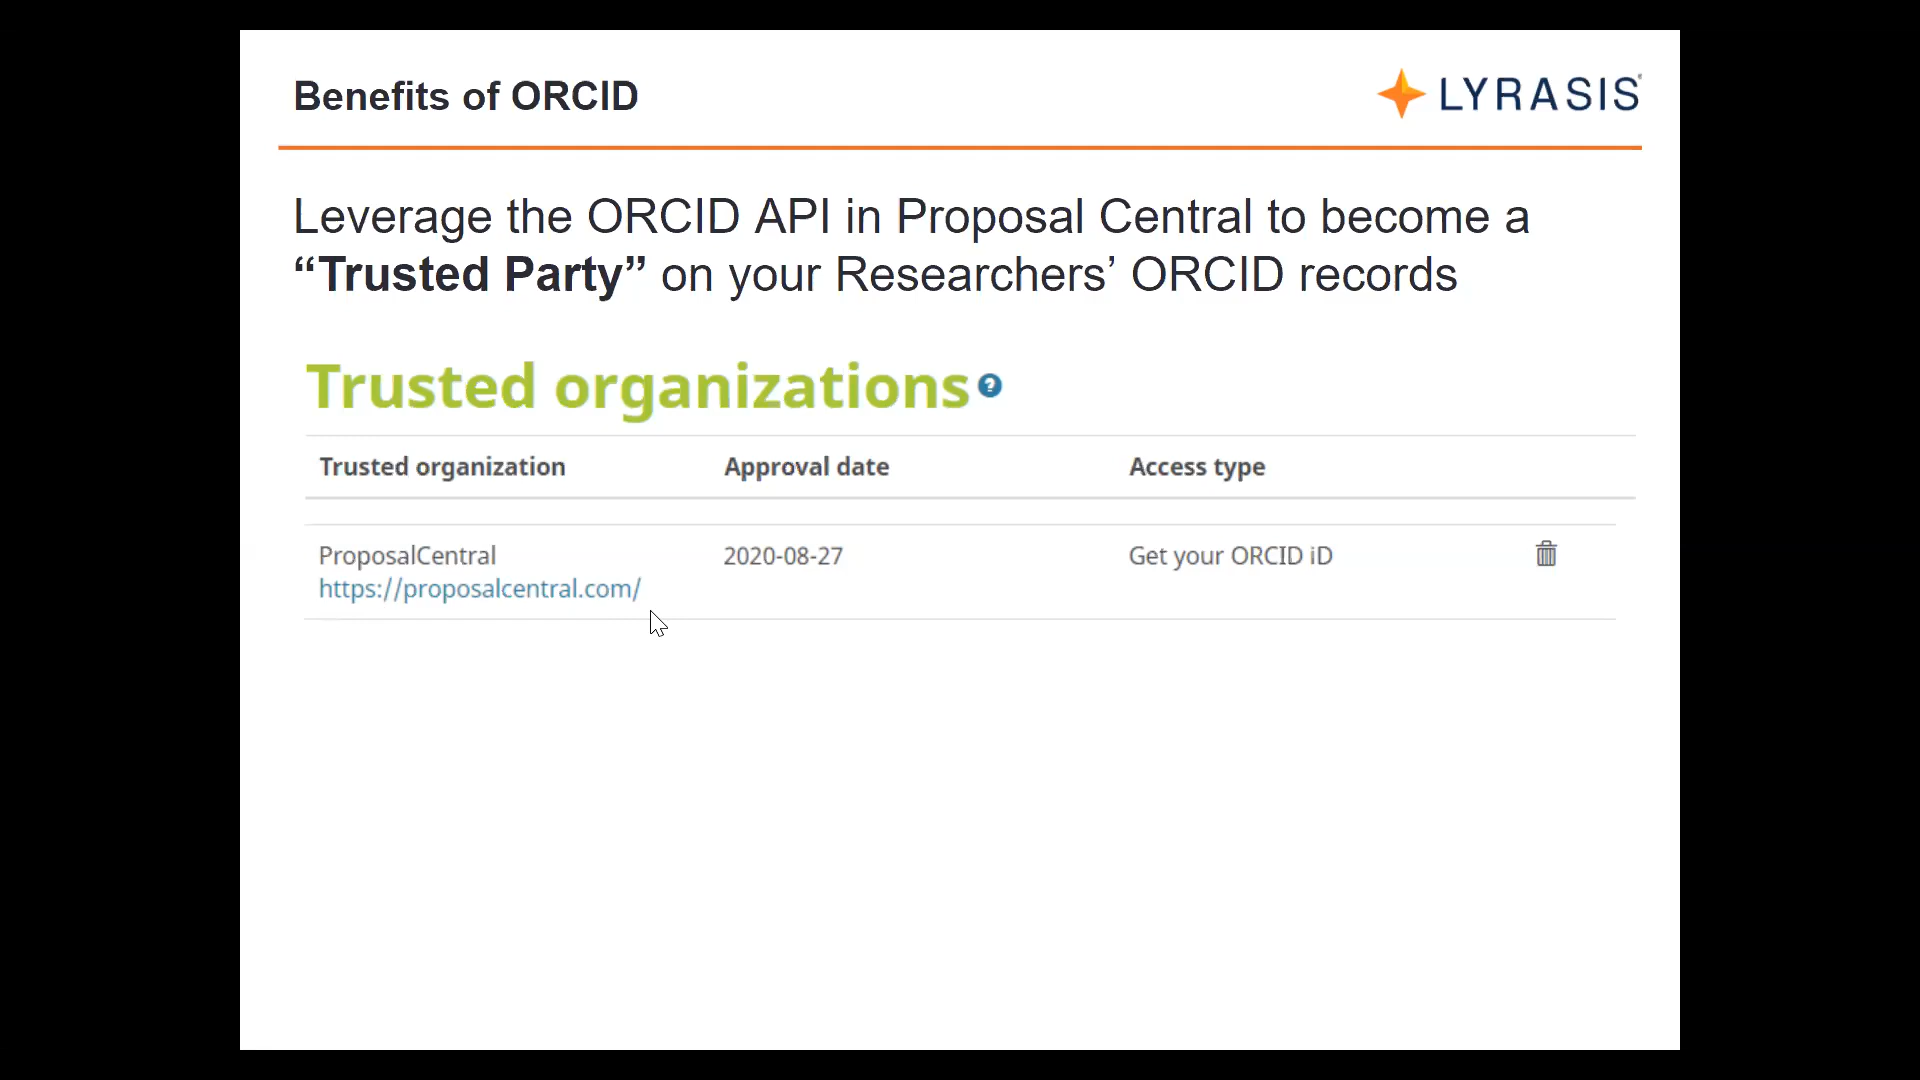 Benefits of ORCID
LYRASIS
Leverage the ORCID API in Proposal Central to become a
“Trusted Party” on your Researchers’ ORCID records
Trusted organizations ?
Trusted organization Approval date Access type
ProposalCentral 2020-08-27 Get your ORCID iD
https://proposalcentral.com/